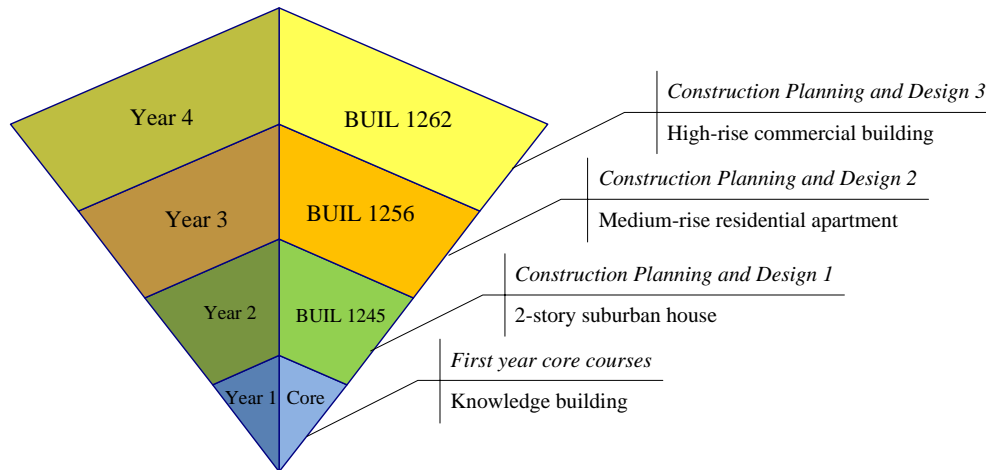 Year 4
BUIL 1262
Construction Planning and Design 3
High-rise commercial building
Year 3
BUIL 1256
Construction Planning and Design 2
Medium-rise residential apartment
Year 2
BUIL 1245
Construction Planning and Design 1
2-story suburban house
Year 1
Core
First year core courses
Knowledge building